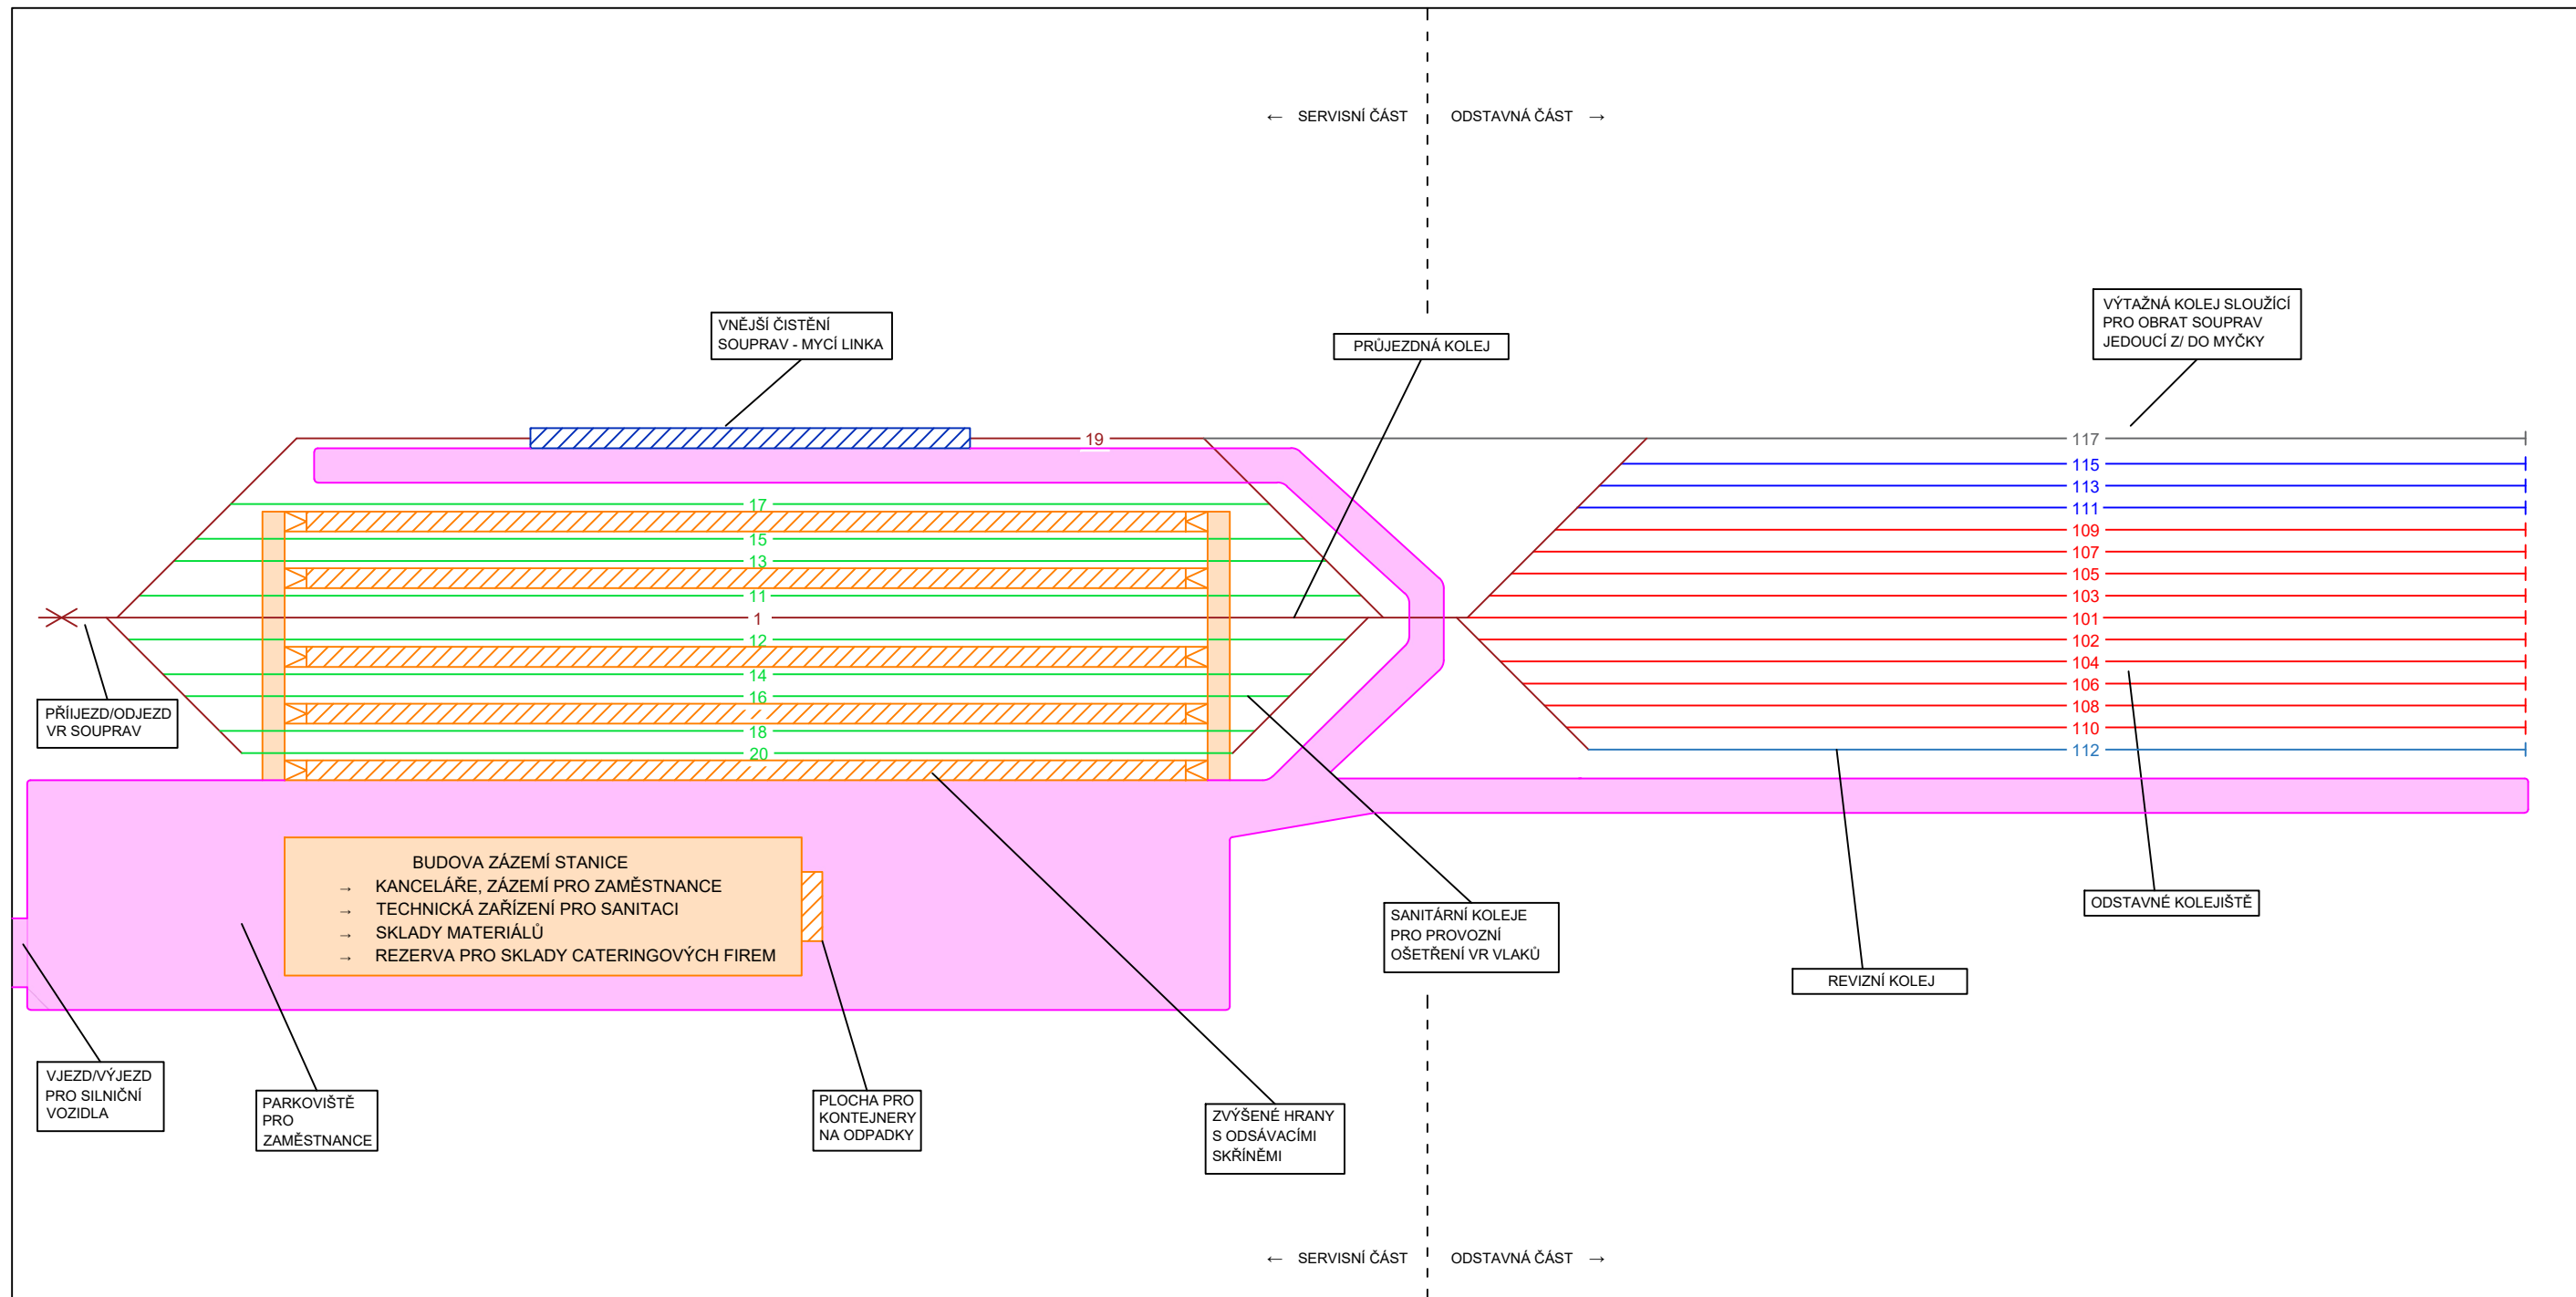 ← SERVISNÍ ČÁST
ODSTAVNÁ ČÁST →
VÝTAŽNÁ KOLEJ SLOUŽÍCÍ
PRO OBRAT SOUPRAV
JEDOUCÍ Z/ DO MYČKY
VNĚJŠÍ ČISTĚNÍ
SOUPRAV - MYCÍ LINKA
PRŮJEZDNÁ KOLEJ
19
17
15
13
11
1
12
14
16
18
20
117
115
113
111
109
107
105
103
101
102
104
106
108
110
112
PŘÍIJEZD/ODJEZD
VR SOUPRAV
BUDOVA ZÁZEMÍ STANICE
→ KANCELÁŘE, ZÁZEMÍ PRO ZAMĚSTNANCE
→ TECHNICKÁ ZAŘÍZENÍ PRO SANITACI
→ SKLADY MATERIÁLŮ
→ REZERVA PRO SKLADY CATERINGOVÝCH FIREM
SANITÁRNÍ KOLEJE
PRO PROVOZNÍ
OŠETŘENÍ VR VLAKŮ
ODSTAVNÉ KOLEJIŠTĚ
REVIZNÍ KOLEJ
VJEZD/VÝJEZD
PRO SILNIČNÍ
VOZIDLA
PARKOVIŠTĚ
PRO
ZAMĚSTNANCE
PLOCHA PRO
KONTEJNERY
NA ODPADKY
ZVÝŠENÉ HRANY
S ODSÁVACÍMI
SKŘÍNĚMI
← SERVISNÍ ČÁST
ODSTAVNÁ ČÁST →